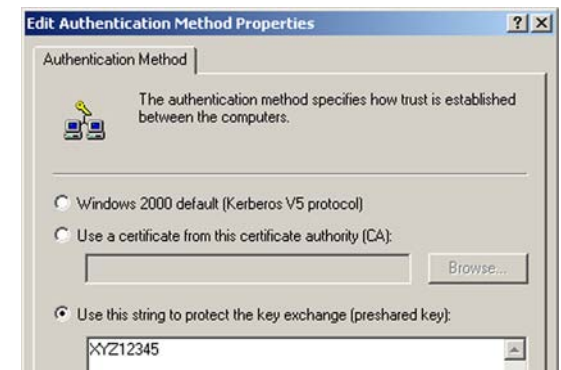 Edit Authentication Method Properties
Authentication Method
The authentication method specifies how trust is established
between the computers.
Windows 2000 default (Kerberos V5 protocol)
Use a certificate from this certificate authority (CA):
Browse...
Use this string to protect the key exchange (preshared key):
XYZ12345